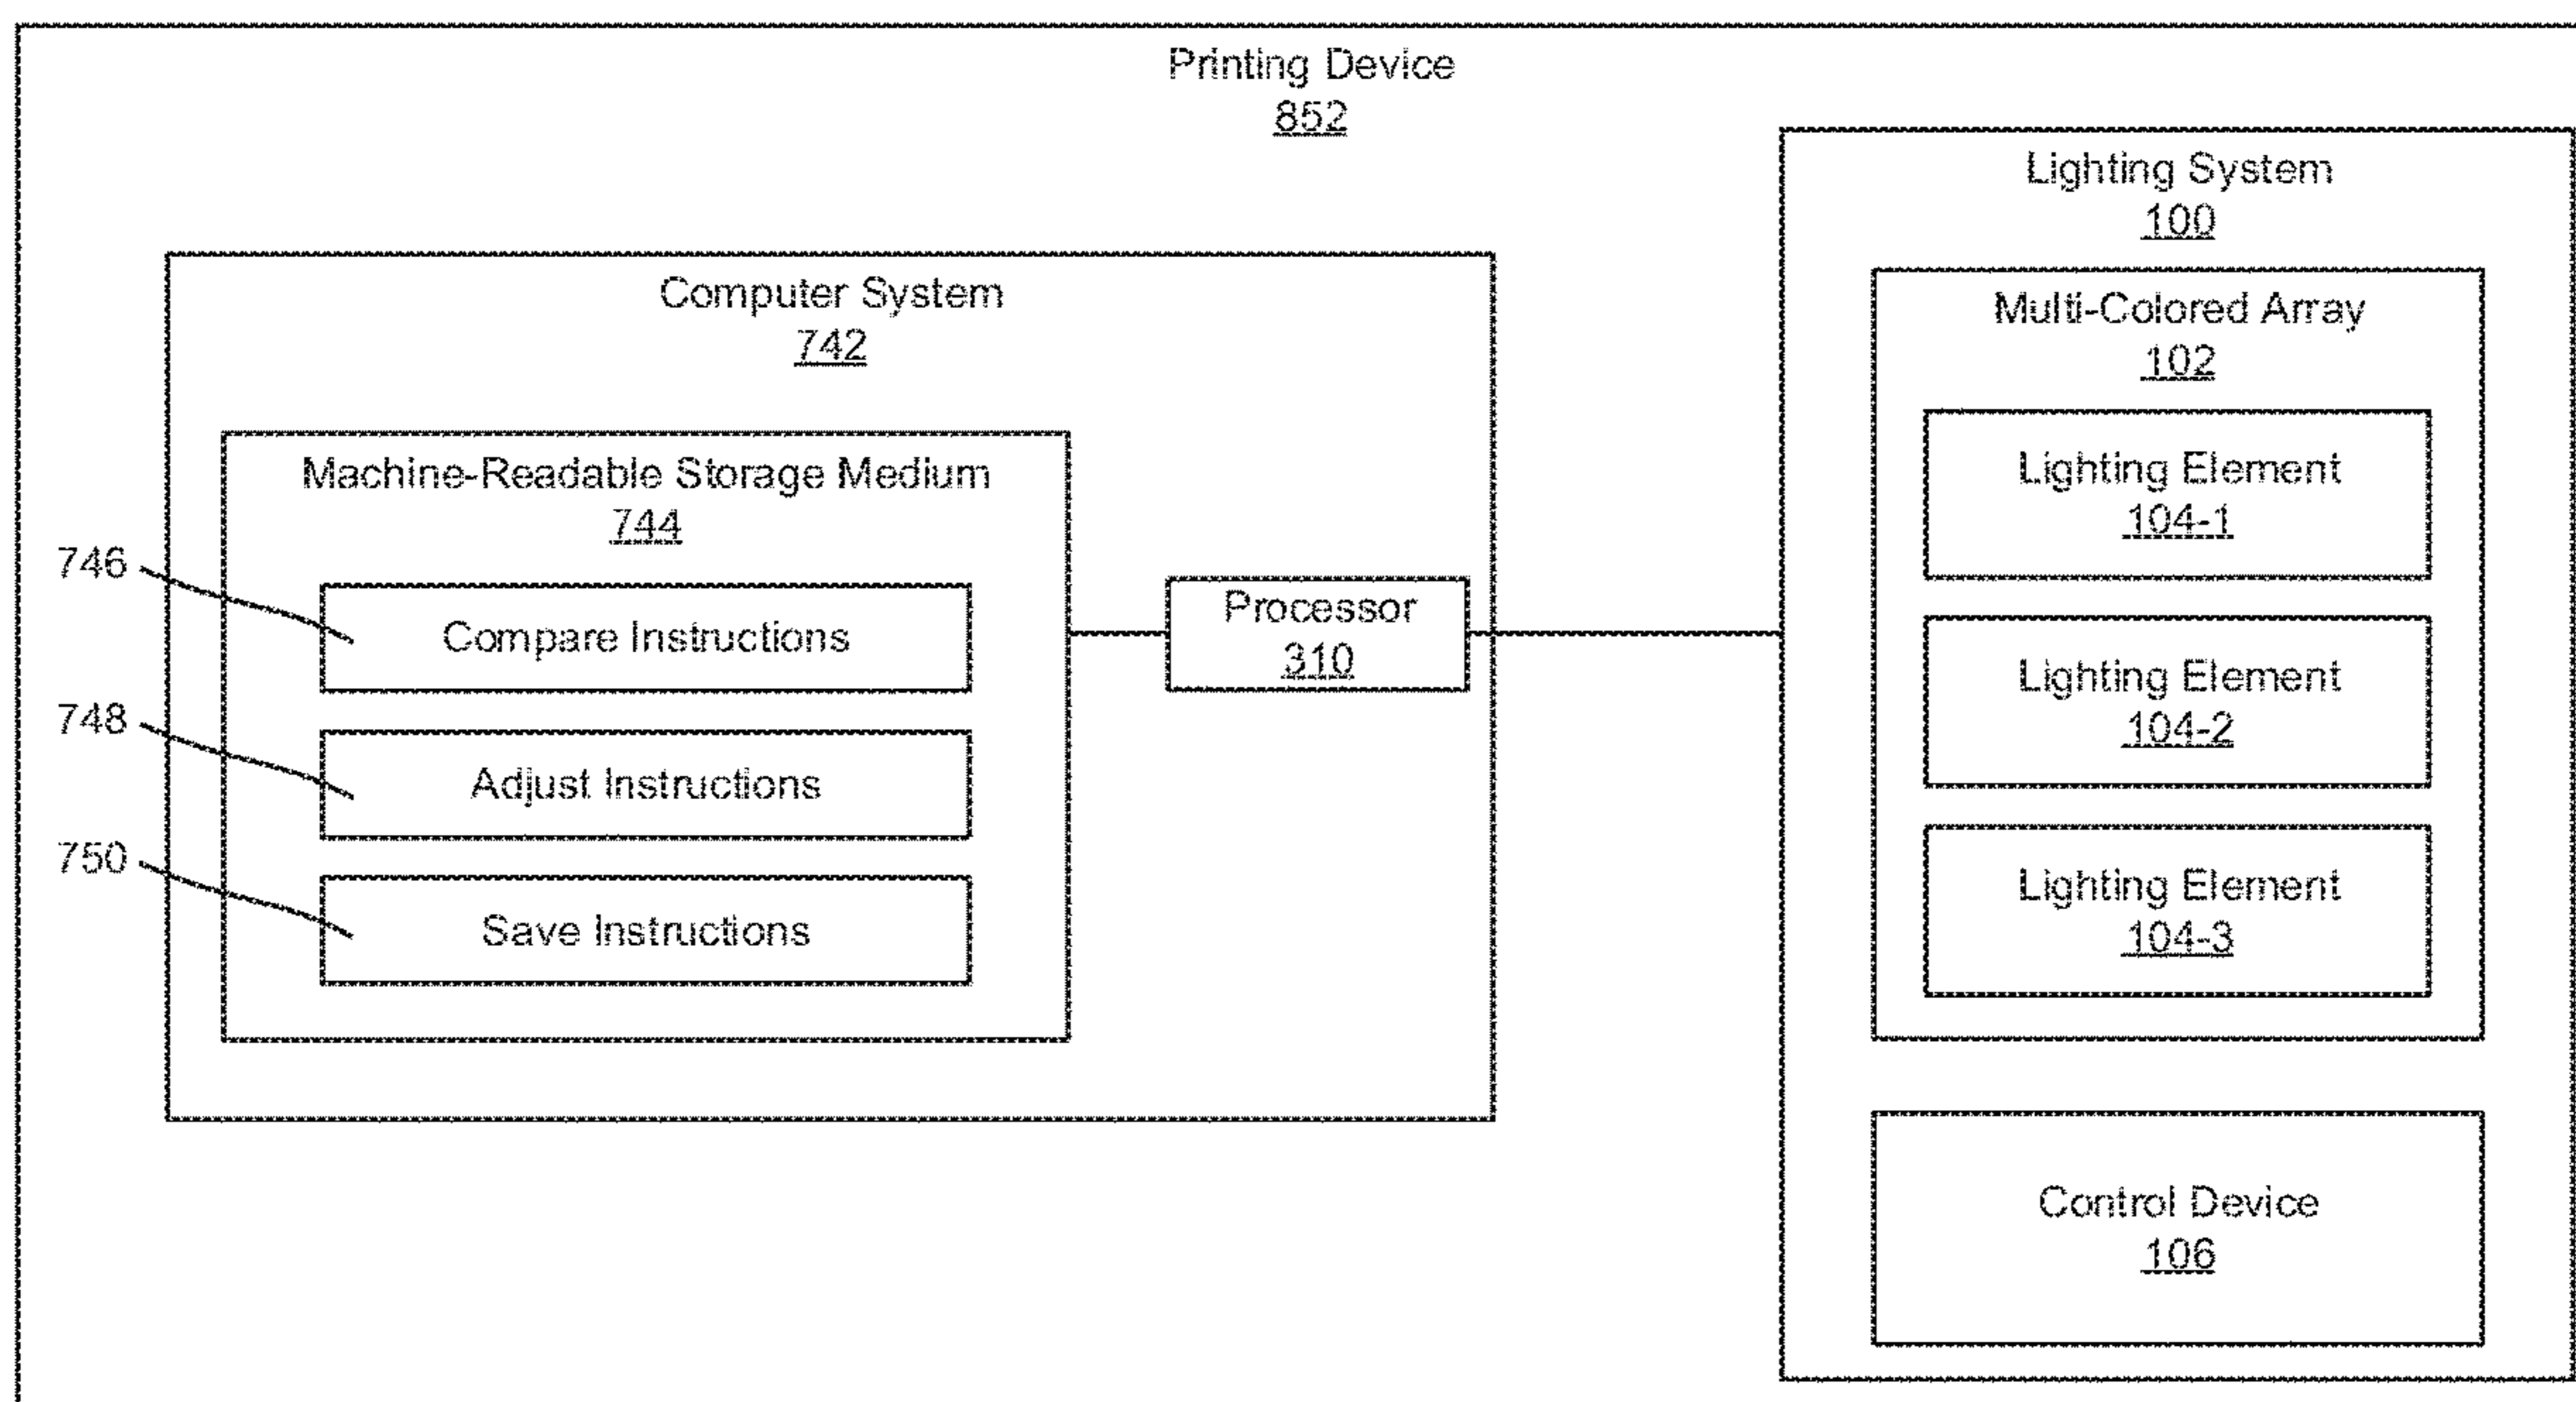 Printing Device
852
Computer System
742
Machine-Readable Storage Medium
744
746
Compare Instructions
748
Adjust Instructions
750
Save Instructions
Processor
310
Lighting System
100
Multi-Colored Array
102
Lighting Element
104-1
Lighting Element
104-2
Lighting Element
104-3
Control Device
106